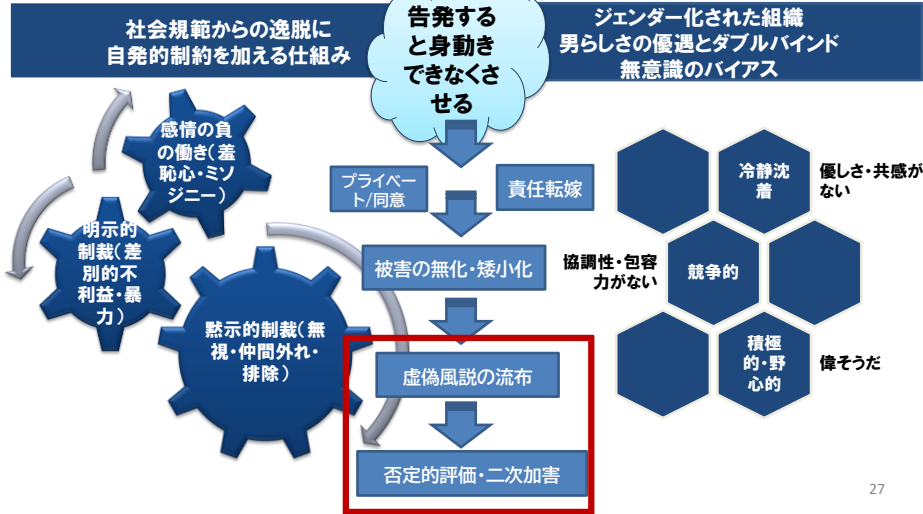 社会規範からの逸脱に
自発的制約を加える仕組み
告発する
と身動き
できなくさ
せる
ジェンダー化された組織
男らしさの優遇とダブルバインド
無意識のバイアス
感情の負
の働き(羞
恥心・ミソ
ジニー)
明示的
制裁(差
別的不
利益・暴
力)
黙示的制裁(無
視・仲間外れ・
排除)
プライベー
ト/同意
責任転嫁
被害の無化・矮小化
虚偽風説の流布
否定的評価・二次加害
冷静沈
着
優しさ・共感が
ない
協調性・包容
力がない
競争的
積極
的・野
心的
偉そうだ
27